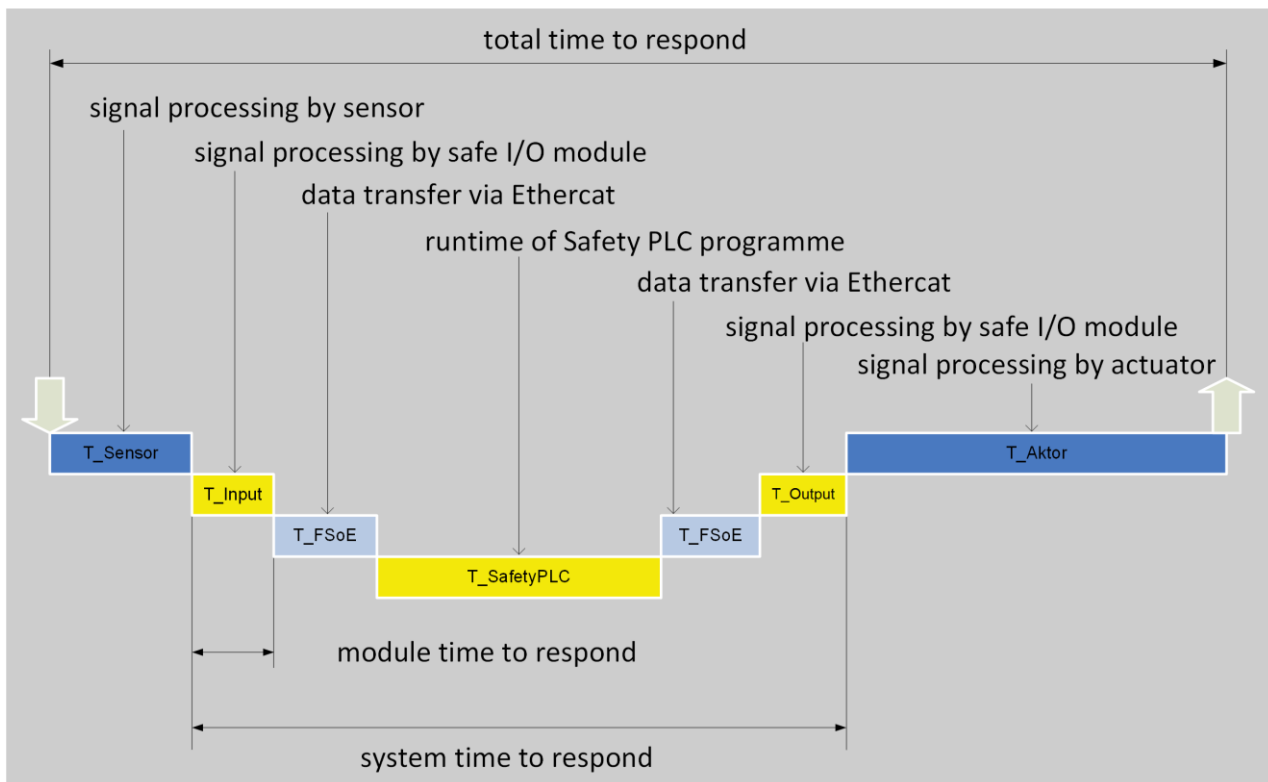 total time to respond
signal processing by sensor
signal processing by safe I/O module
data transfer via Ethercat
runtime of Safety PLC programme
data transfer via Ethercat
signal processing by safe I/O module
signal processing by actuator
T_Sensor
T_Aktor
T_Input
T_Output
T_FSoE
T_FSoE
T_SafetyPLC
module time to respond
system time to respond